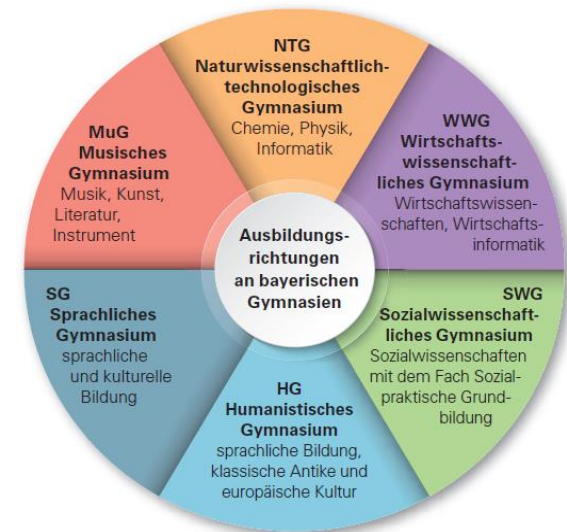 NTG
Naturwissenschaftlich-
technologisches
Gymnasium
Chemie, Physik,
Informatik
WWG
Wirtschafts-
wissenschaft-
liches Gymnasium
Wirtschaftswissen-
schaften, Wirtschafts-
informatik
SWG
Sozialwissenschaft-
liches Gymnasium
Sozialwissenschaften
mit dem Fach Sozial-
praktische Grund-
bildung
HG
Humanistisches
Gymnasium
sprachliche Bildung,
klassische Antike und
europäische Kultur
SG
Sprachliches
Gymnasium
sprachliche
und kulturelle
Bildung
MuG
Musisches
Gymnasium
Musik, Kunst,
Literatur,
Instrument
Ausbildungs-
richtungen
an bayerischen
Gymnasien